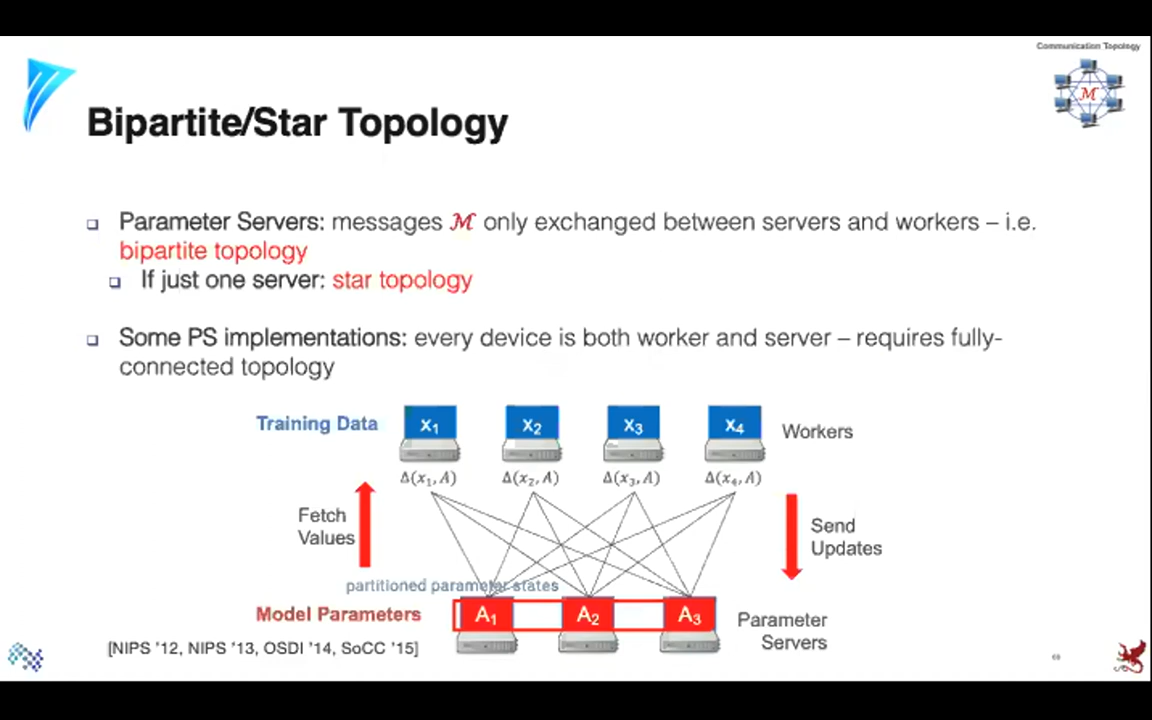 Communication Topology
ℳ
Bipartite/Star Topology
❑ Parameter Servers: messages ℳ only exchanged between servers and workers – i.e.
bipartite topology
❑ If just one server: star topology
❑ Some PS implementations: every device is both worker and server – requires fully-
connected topology
Training Data x₁ x₂ x₃ x₄ Workers
Δ(x₁, A) Δ(x₂, A) Δ(x₃, A) Δ(x₄, A)
Fetch
Values
Send
Updates
partitioned parameter states
Model Parameters A₁ A₂ A₃ Parameter
Servers
[NIPS '12, NIPS '13, OSDI '14, SoCC '15]